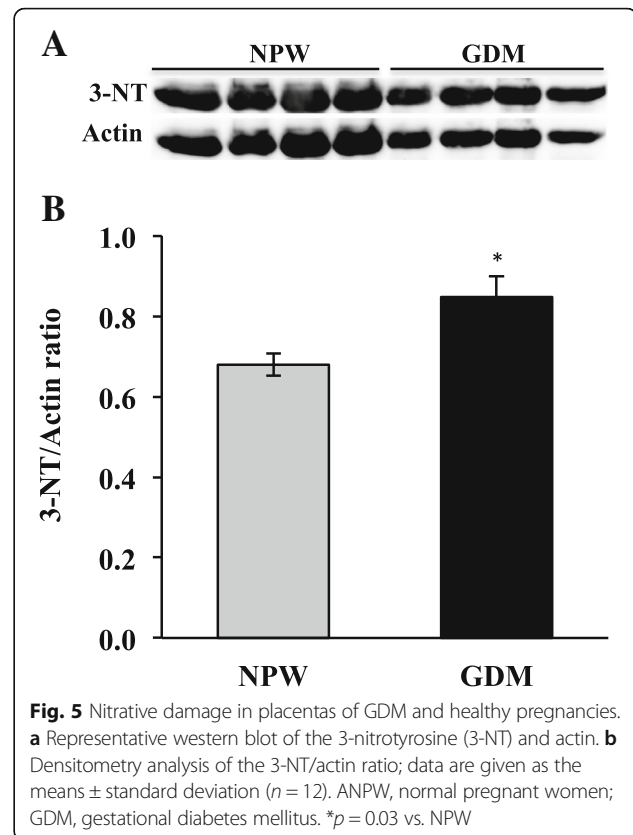 A
NPW GDM
3-NT
Actin
B
1.0
0.8
0.6
0.4
0.2
0.0
3-NT/Actin ratio
*
NPW GDM
Fig. 5 Nitrative damage in placentas of GDM and healthy pregnancies.
a Representative western blot of the 3-nitrotyrosine (3-NT) and actin. b
Densitometry analysis of the 3-NT/actin ratio; data are given as the
means ± standard deviation (n = 12). ANPW, normal pregnant women;
GDM, gestational diabetes mellitus. *p = 0.03 vs. NPW